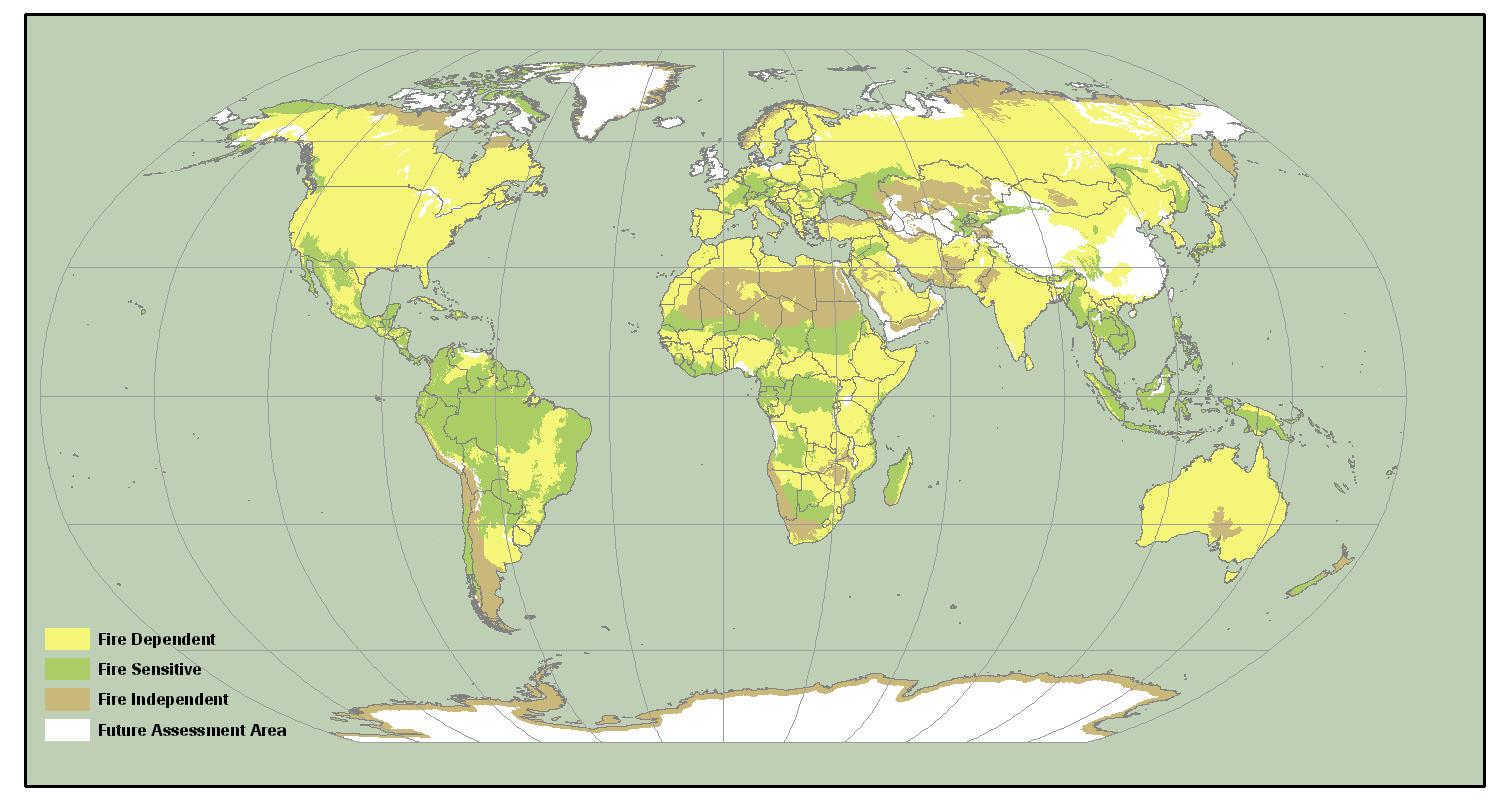 Fire Dependent
Fire Sensitive
Fire Independent
Future Assessment Area